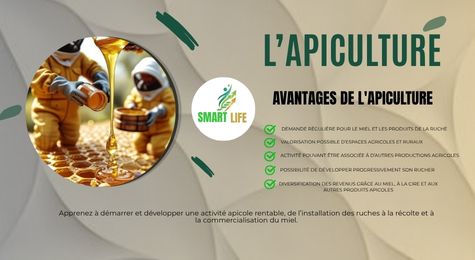 L'APICULTURE
AVANTAGES DE L'APICULTURE
SMART LIFE
DEMANDE RÉGULIÈRE POUR LE MIEL ET LES PRODUITS DE LA RUCHE
VALORISATION POSSIBLE D'ESPACES AGRICOLES ET RURAUX
ACTIVITÉ POUVANT ÊTRE ASSOCIÉE À D'AUTRES PRODUCTIONS AGRICOLES
POSSIBILITÉ DE DÉVELOPPER PROGRESSIVEMENT SON RUCHER
DIVERSIFICATION DES REVENUS GRÂCE AU MIEL, À LA CIRE ET AUX
AUTRES PRODUITS APICOLES
Apprenez à démarrer et développer une activité apicole rentable, de l'installation des ruches à la récolte et à
la commercialisation du miel.